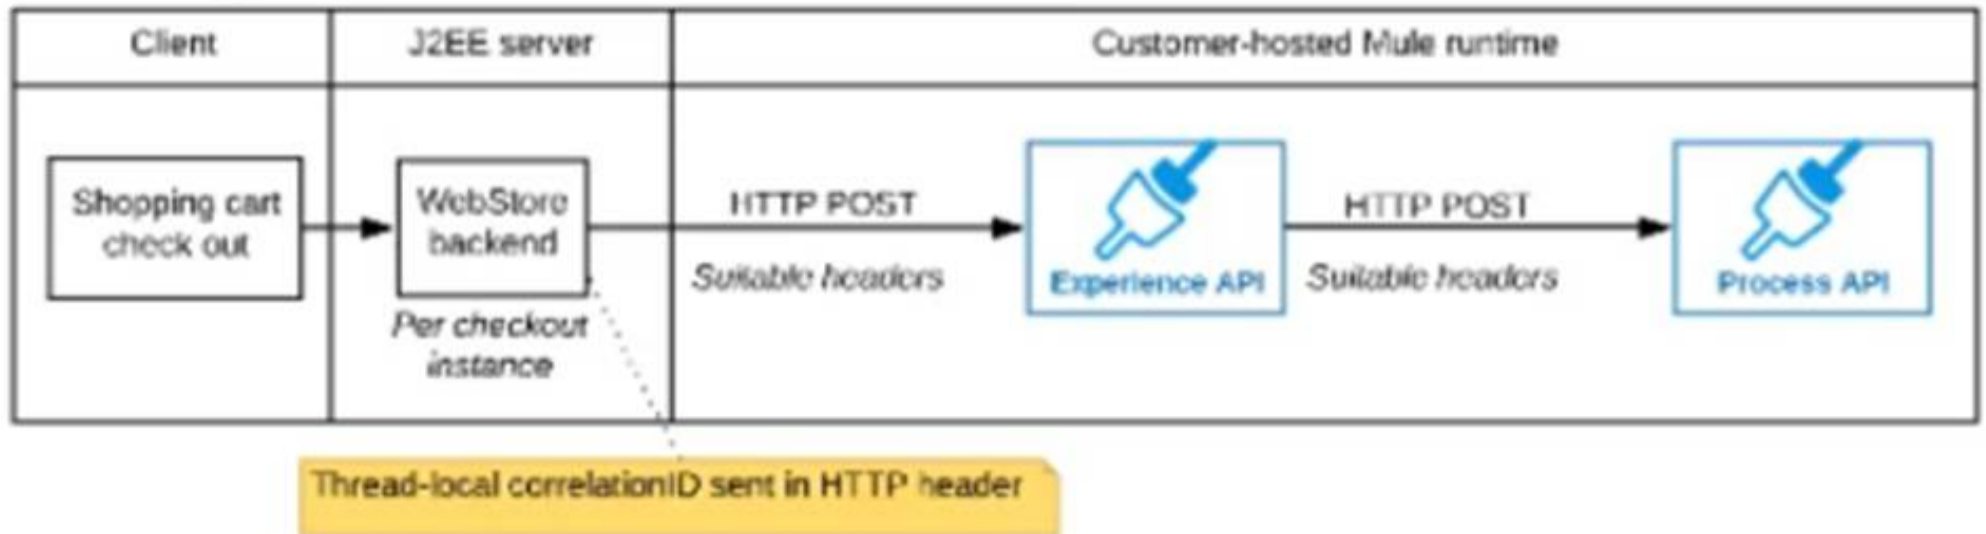 Client
J2EE server
Customer-hosted Mule runtime
Shopping cart
check out
WebStore
backend
Per checkout
instance
HTTP POST
Suitable headers
Experience API
HTTP POST
Suitable headers
Process API
Thread-local correlationID sent in HTTP header